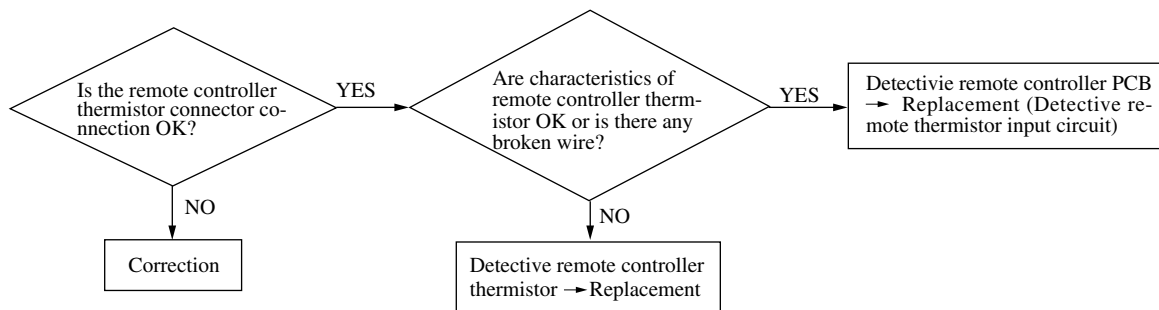 Is the remote controller
thermistor connector co-
nnection OK?
YES
NO
Correction
Are characteristics of
remote controller therm-
istor OK or is there any
broken wire?
YES
NO
Detective remote controller
thermistor → Replacement
Detectivie remote controller PCB
→ Replacement (Detective re-
mote thermistor input circuit)